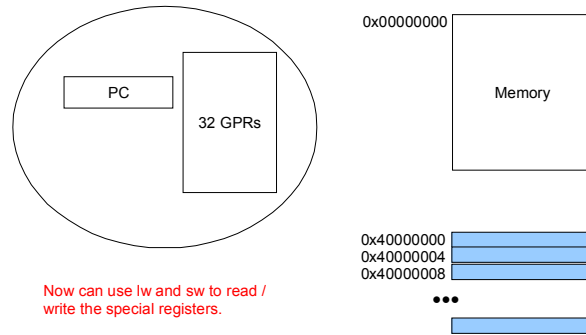 0x00000000
PC
32 GPRs
Memory
0x40000000
0x40000004
0x40000008
•••
Now can use lw and sw to read /
write the special registers.